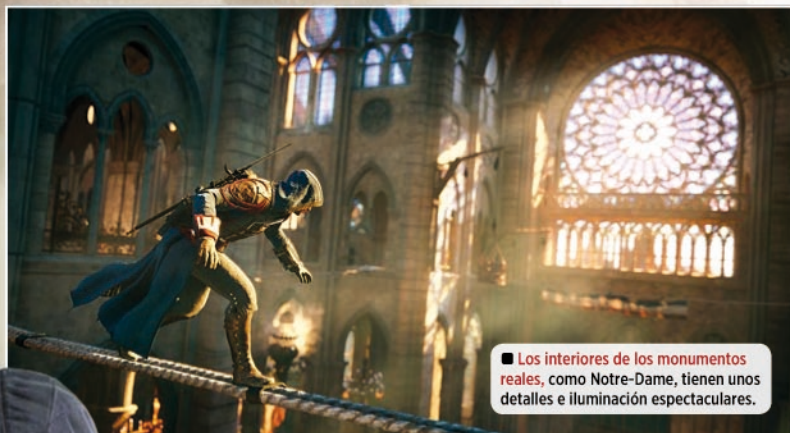 ■ Los interiores de los monumentos
reales, como Notre-Dame, tienen unos
detalles e iluminación espectaculares.